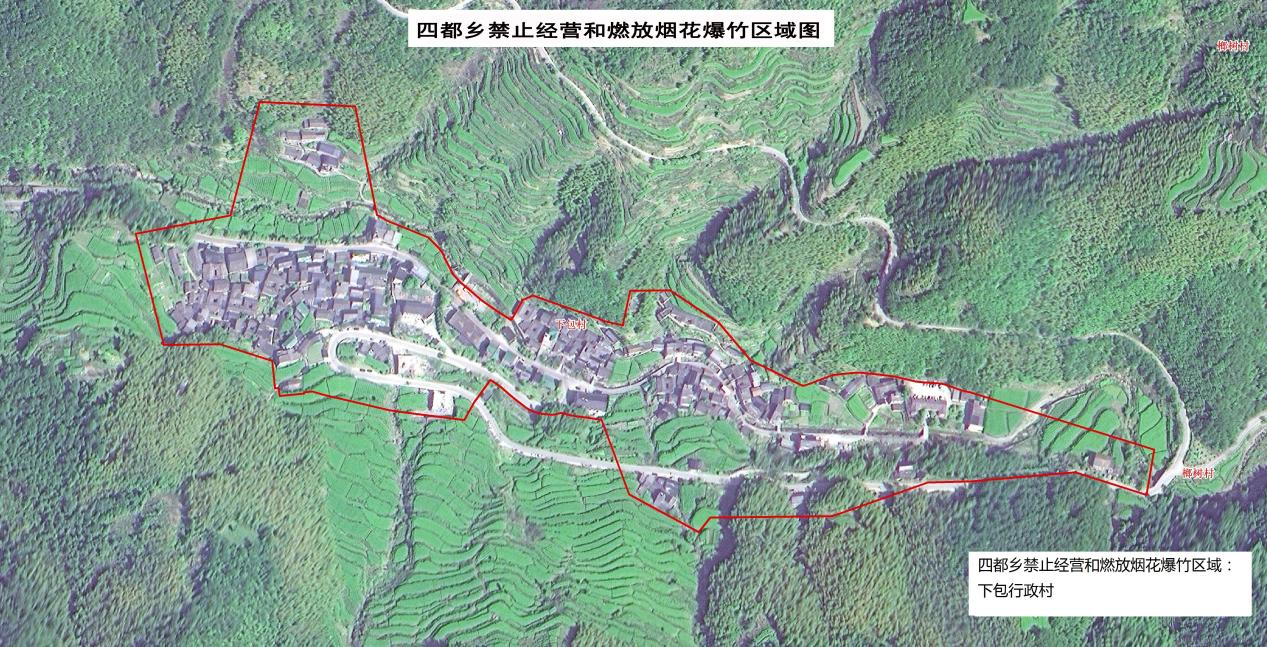 四都乡禁止经营和燃放烟花爆竹区域图
榔树村
下包村
榔树村
四都乡禁止经营和燃放烟花爆竹区域：
下包行政村